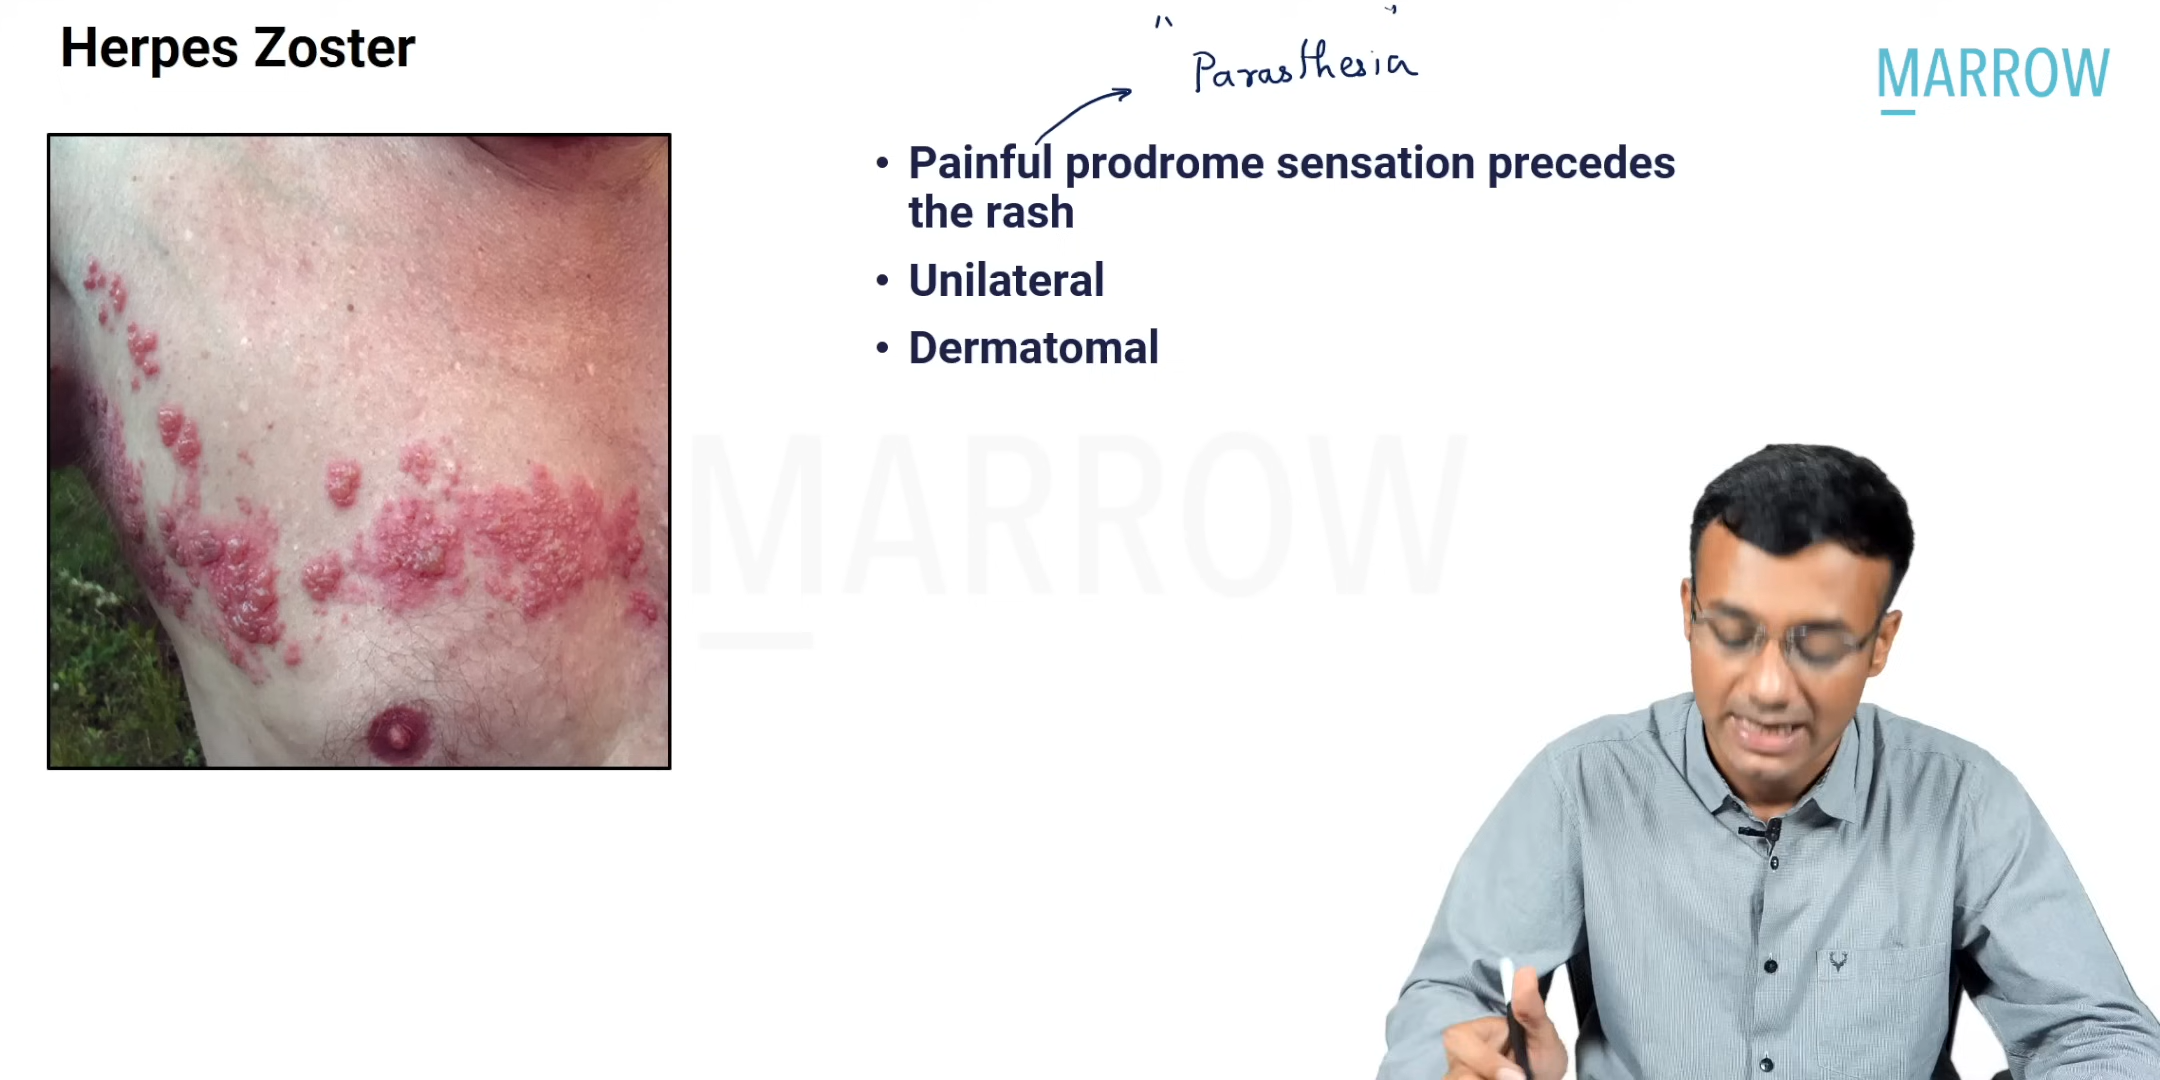 Herpes Zoster
" Parasthesia "
MARROW
• Painful prodrome sensation precedes
the rash
• Unilateral
• Dermatomal
MARROW